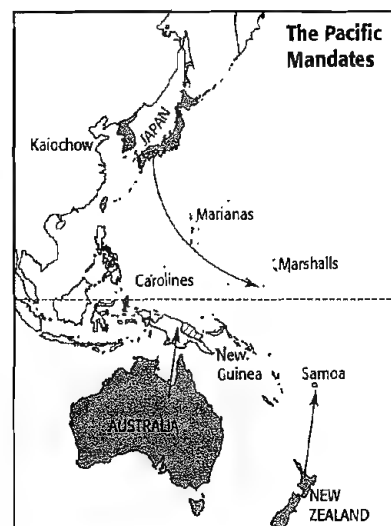 The Pacific
Mandates
JAPAN
Kaiochow
Marianas
Marshalls
Carolines
New
Guinea
Samoa
AUSTRALIA
NEW
ZEALAND